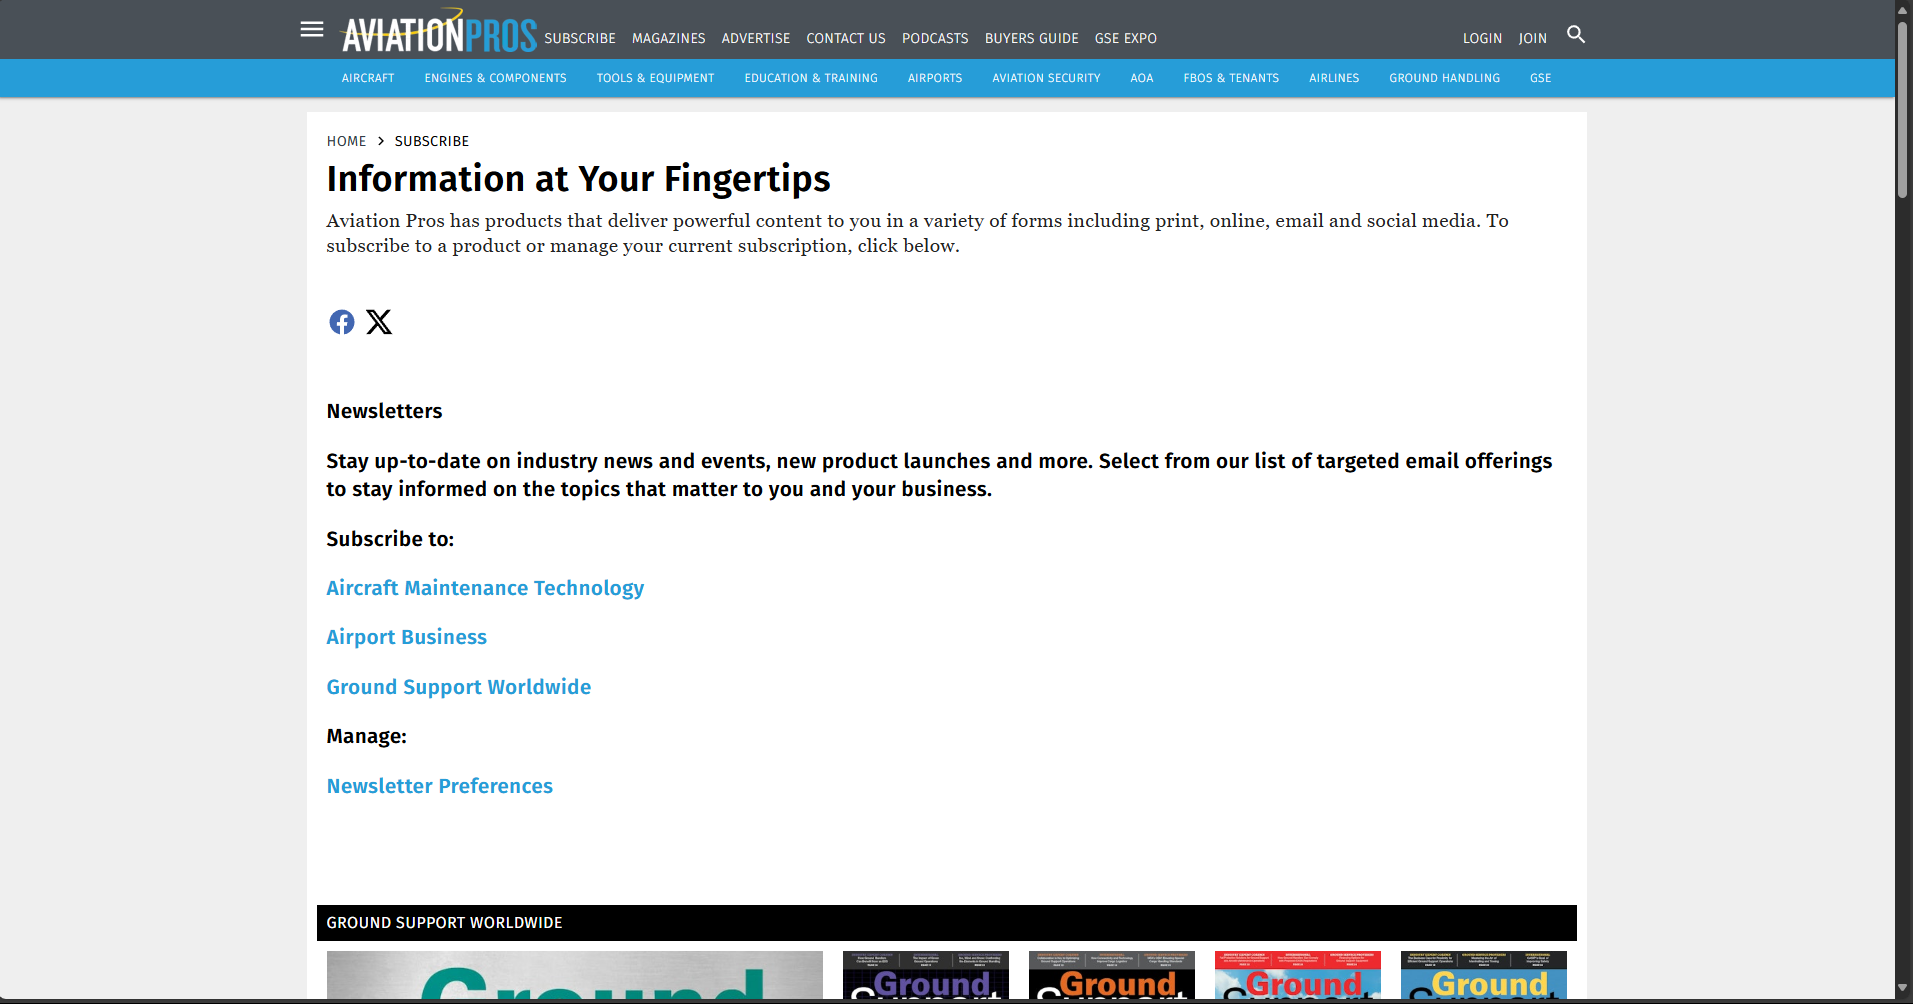 AVIATIONPROS
SUBSCRIBE MAGAZINES ADVERTISE CONTACT US PODCASTS BUYERS GUIDE GSE EXPO LOGIN JOIN
AIRCRAFT ENGINES & COMPONENTS TOOLS & EQUIPMENT EDUCATION & TRAINING AIRPORTS AVIATION SECURITY AOA FBOS & TENANTS AIRLINES GROUND HANDLING GSE
HOME > SUBSCRIBE
Information at Your Fingertips
Aviation Pros has products that deliver powerful content to you in a variety of forms including print, online, email and social media. To
subscribe to a product or manage your current subscription, click below.
Newsletters
Stay up-to-date on industry news and events, new product launches and more. Select from our list of targeted email offerings
to stay informed on the topics that matter to you and your business.
Subscribe to:
Aircraft Maintenance Technology
Airport Business
Ground Support Worldwide
Manage:
Newsletter Preferences
GROUND SUPPORT WORLDWIDE
Ground Ground Ground Ground Ground
Support Support Support Support